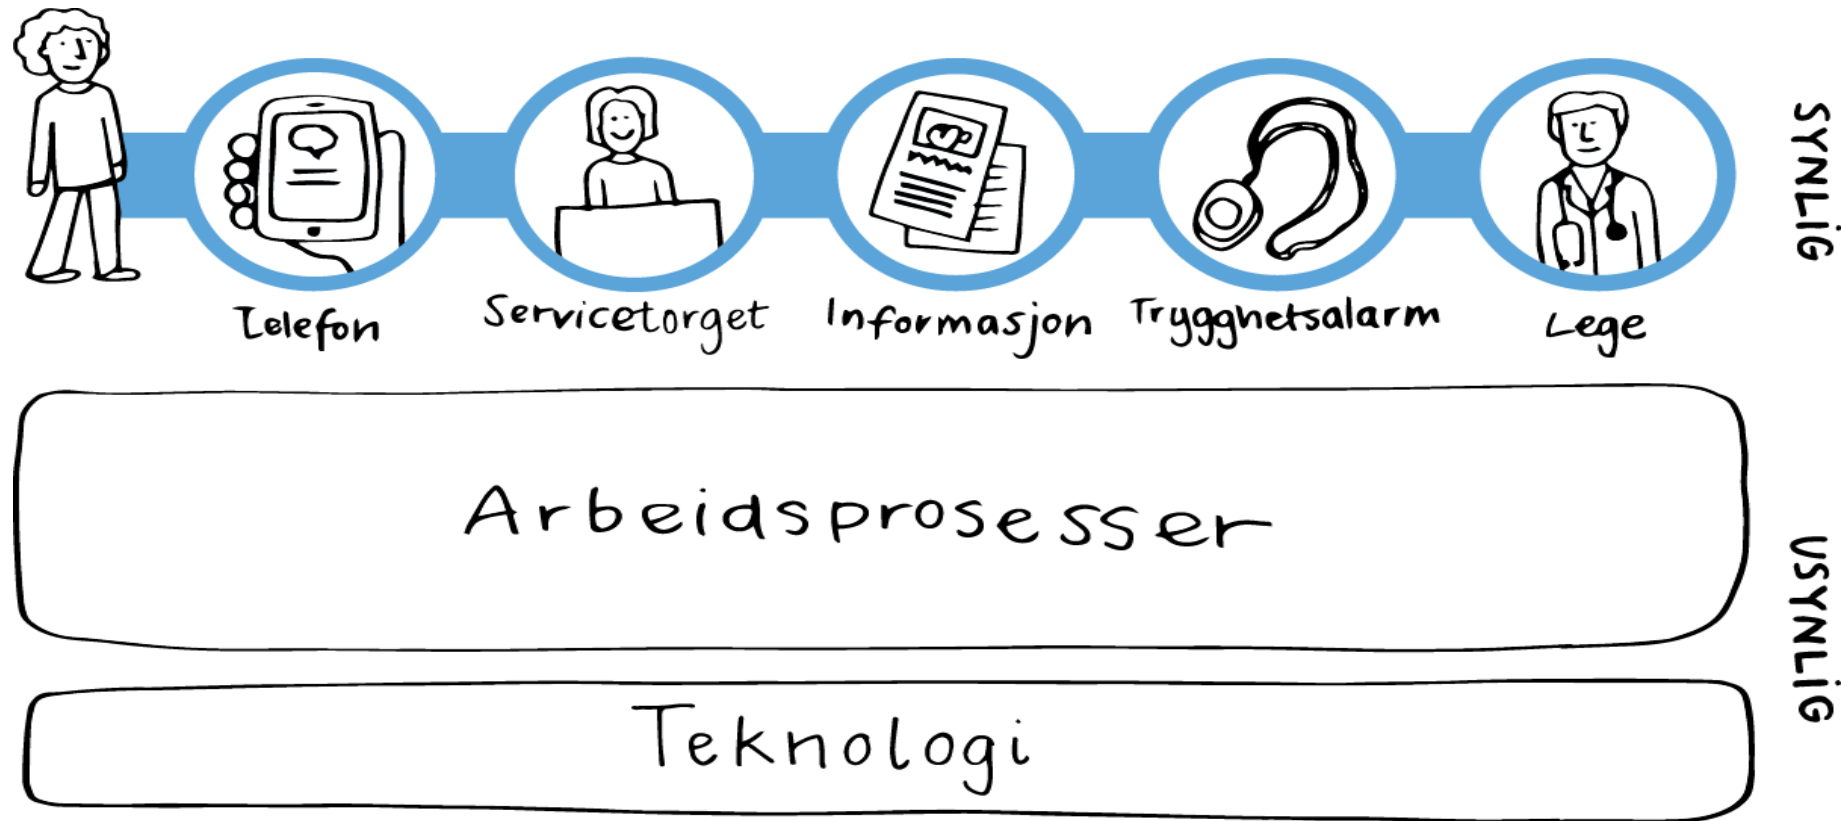 Telefon
Servicetorget
Informasjon
Trygghetsalarm
Lege
SYNLiG
Arbeidsprosesser
Teknologi
USYNLiG